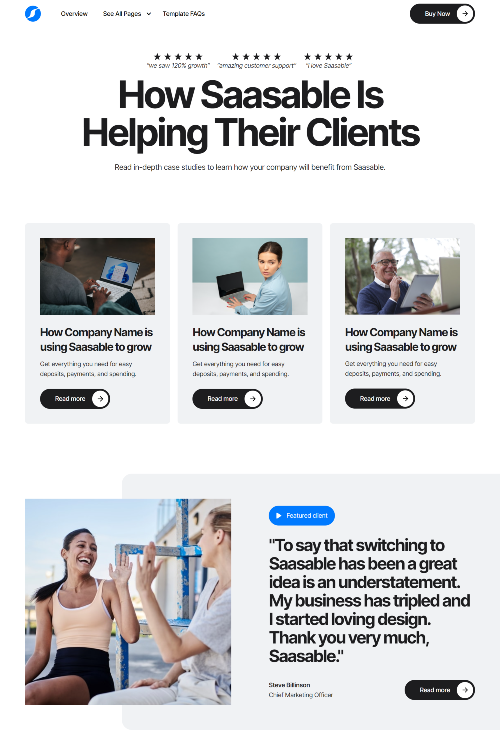 Overview
See All Pages
Template FAQs
Buy Now
"we saw 120% growth"
"amazing customer support"
"I love Saasable"
How Saasable Is
Helping Their Clients
Read in-depth case studies to learn how your company will benefit from Saasable.
How Company Name is
using Saasable to grow
Get everything you need for easy
deposits, payments, and spending.
Read more
How Company Name is
using Saasable to grow
Get everything you need for easy
deposits, payments, and spending.
Read more
How Company Name is
using Saasable to grow
Get everything you need for easy
deposits, payments, and spending.
Read more
Featured client
"To say that switching to
Saasable has been a great
idea is an understatement.
My business has tripled and
I started loving design.
Thank you very much,
Saasable."
Steve Billinson
Chief Marketing Officer
Read more